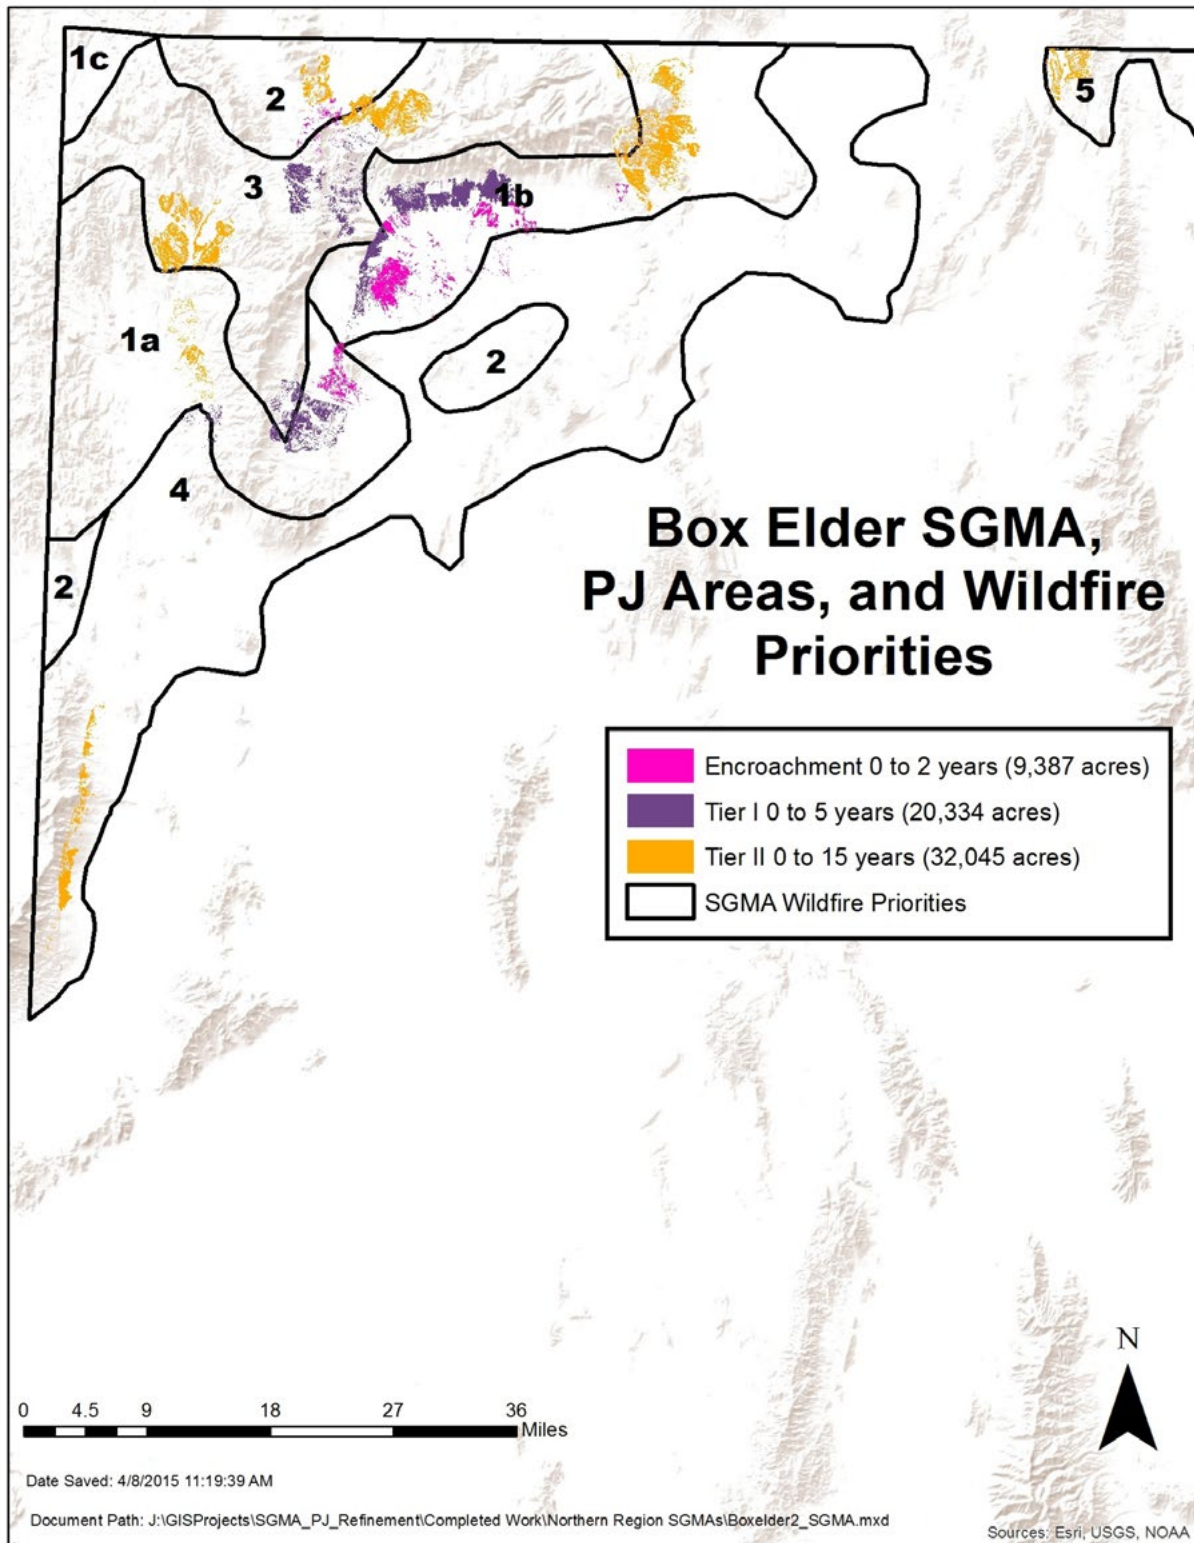 1c
2
5
3
1b
1a
2
4
2
Box Elder SGMA,
PJ Areas, and Wildfire
Priorities
Encroachment 0 to 2 years (9,387 acres)
Tier I 0 to 5 years (20,334 acres)
Tier II 0 to 15 years (32,045 acres)
SGMA Wildfire Priorities
N
0 4.5 9 18 27 36
Miles
Date Saved: 4/8/2015 11:19:39 AM
Document Path: J:\GISProjects\SGMA_PJ_Refinement\Completed Work\Northern Region SGMAs\Boxelder2_SGMA.mxd
Sources: Esri, USGS, NOAA